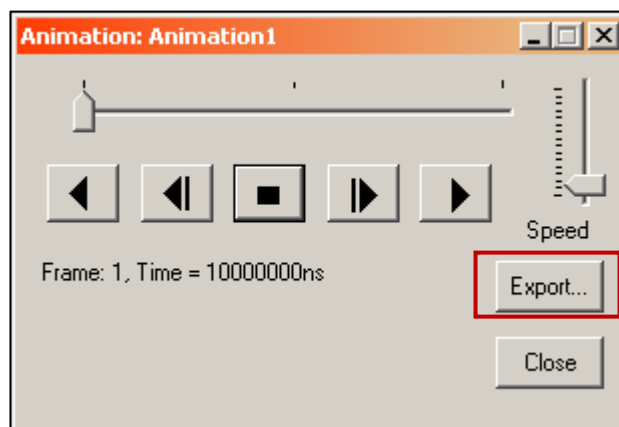 Animation: Animation1
Speed
Frame: 1, Time = 10000000ns
Export...
Close